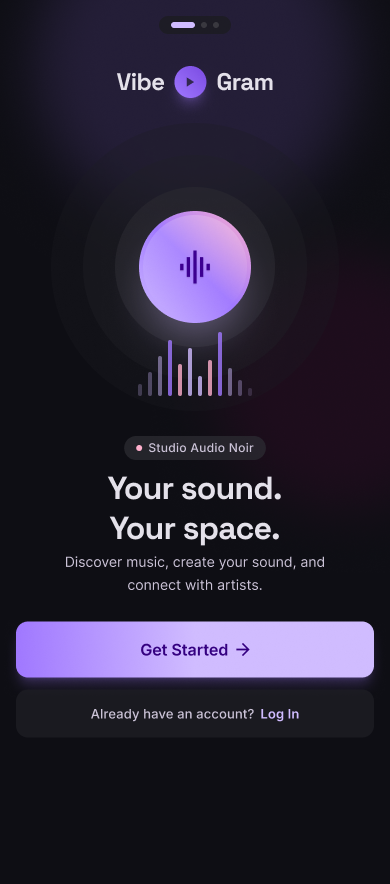 Vibe Gram
Studio Audio Noir
Your sound.
Your space.
Discover music, create your sound, and
connect with artists.
Get Started →
Already have an account? Log In